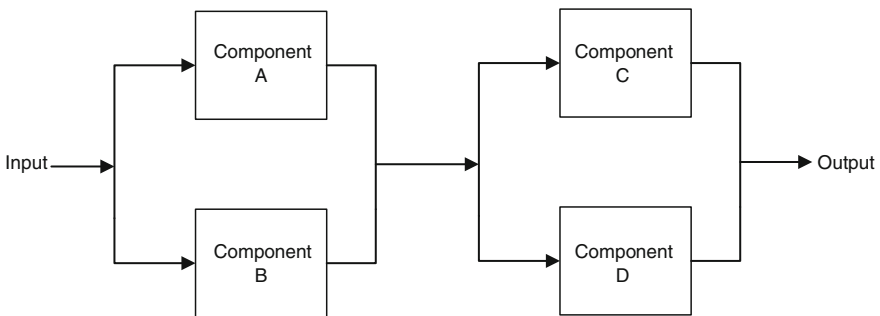 Component
A
Component
C
Input
Output
Component
B
Component
D